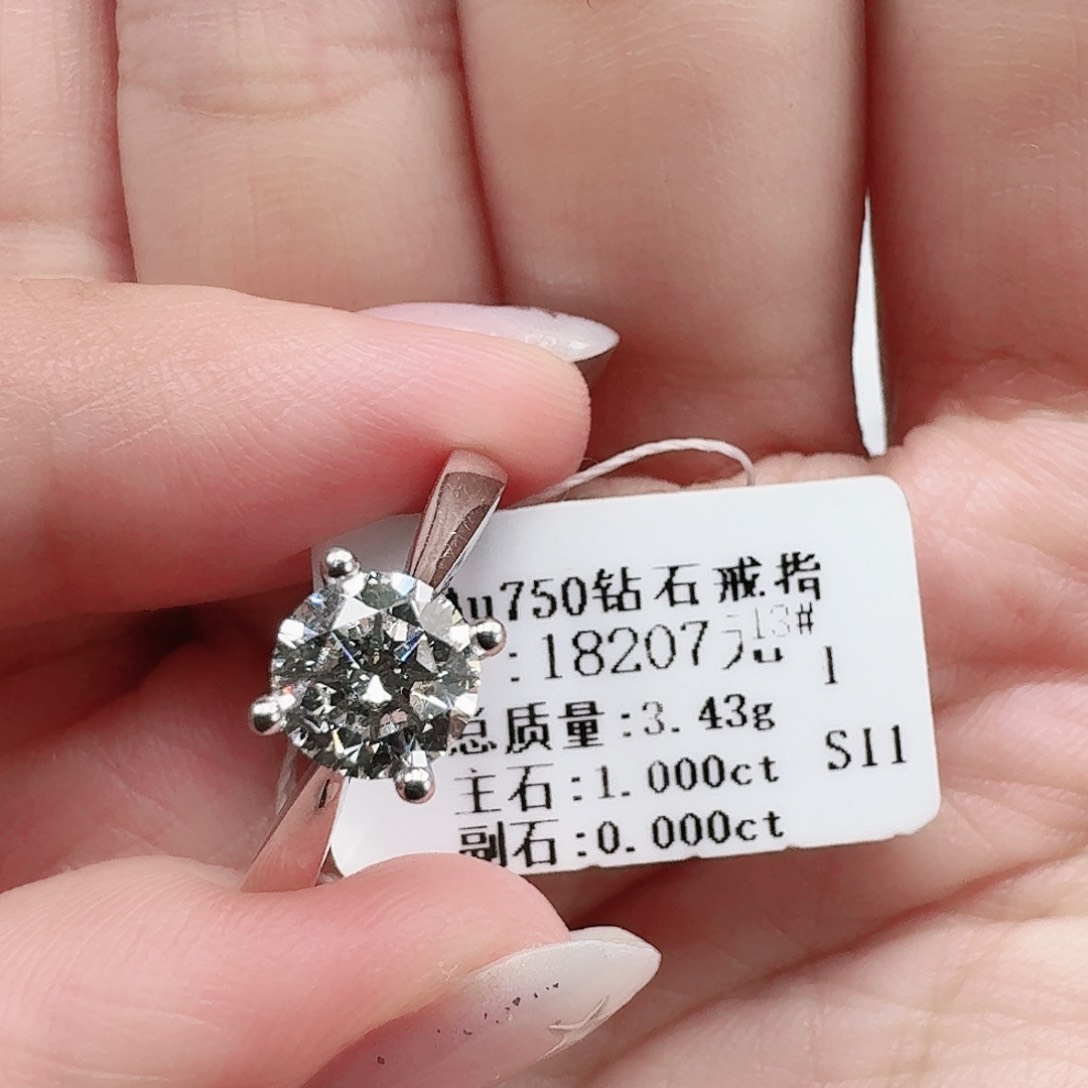 Au750钻石戒指
:18207元 13#
总质量:3.43g I
主石:1.000ct SI1
副石:0.000ct